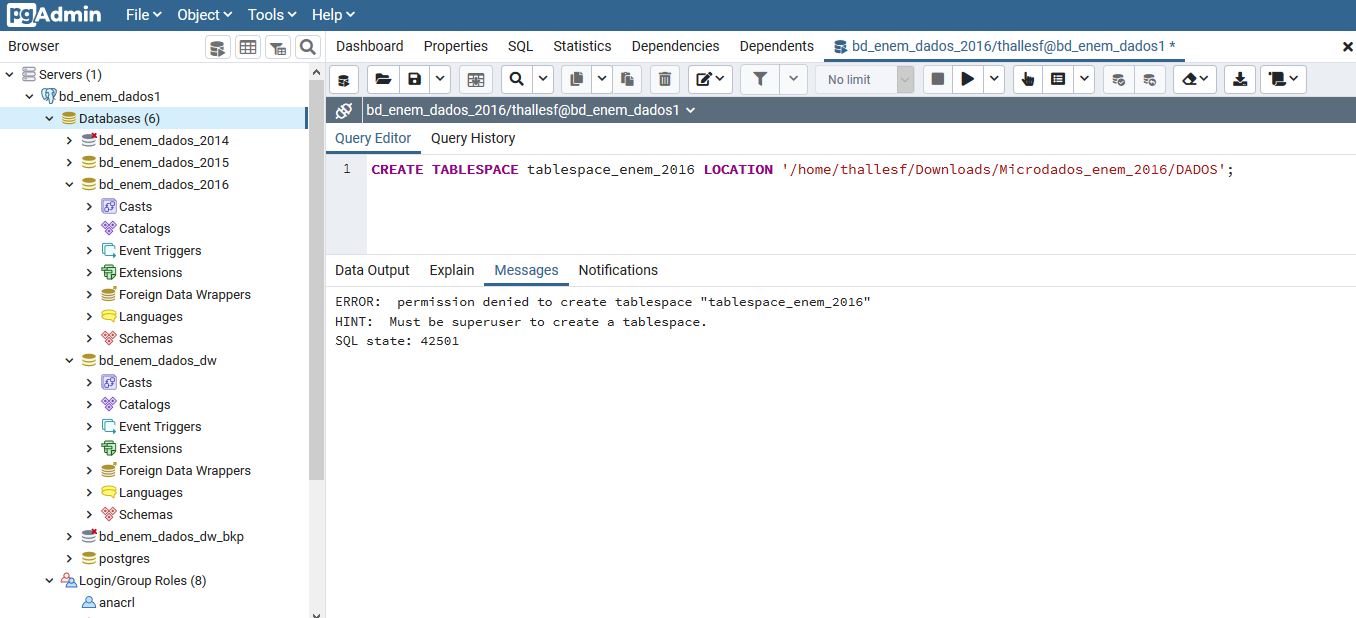 pgAdmin File Object Tools Help
Browser
Dashboard Properties SQL Statistics Dependencies Dependents bd_enem_dados_2016/thallesf@bd_enem_dados1 *
Servers (1)
bd_enem_dados1
Databases (6)
bd_enem_dados_2014
bd_enem_dados_2015
bd_enem_dados_2016
Casts
Catalogs
Event Triggers
Extensions
Foreign Data Wrappers
Languages
Schemas
bd_enem_dados_dw
Casts
Catalogs
Event Triggers
Extensions
Foreign Data Wrappers
Languages
Schemas
bd_enem_dados_dw_bkp
postgres
Login/Group Roles (8)
anacrl
No limit
bd_enem_dados_2016/thallesf@bd_enem_dados1
Query Editor Query History
1 CREATE TABLESPACE tablespace_enem_2016 LOCATION '/home/thallesf/Downloads/Microdados_enem_2016/DADOS';
Data Output Explain Messages Notifications
ERROR:  permission denied to create tablespace "tablespace_enem_2016"
HINT:  Must be superuser to create a tablespace.
SQL state: 42501